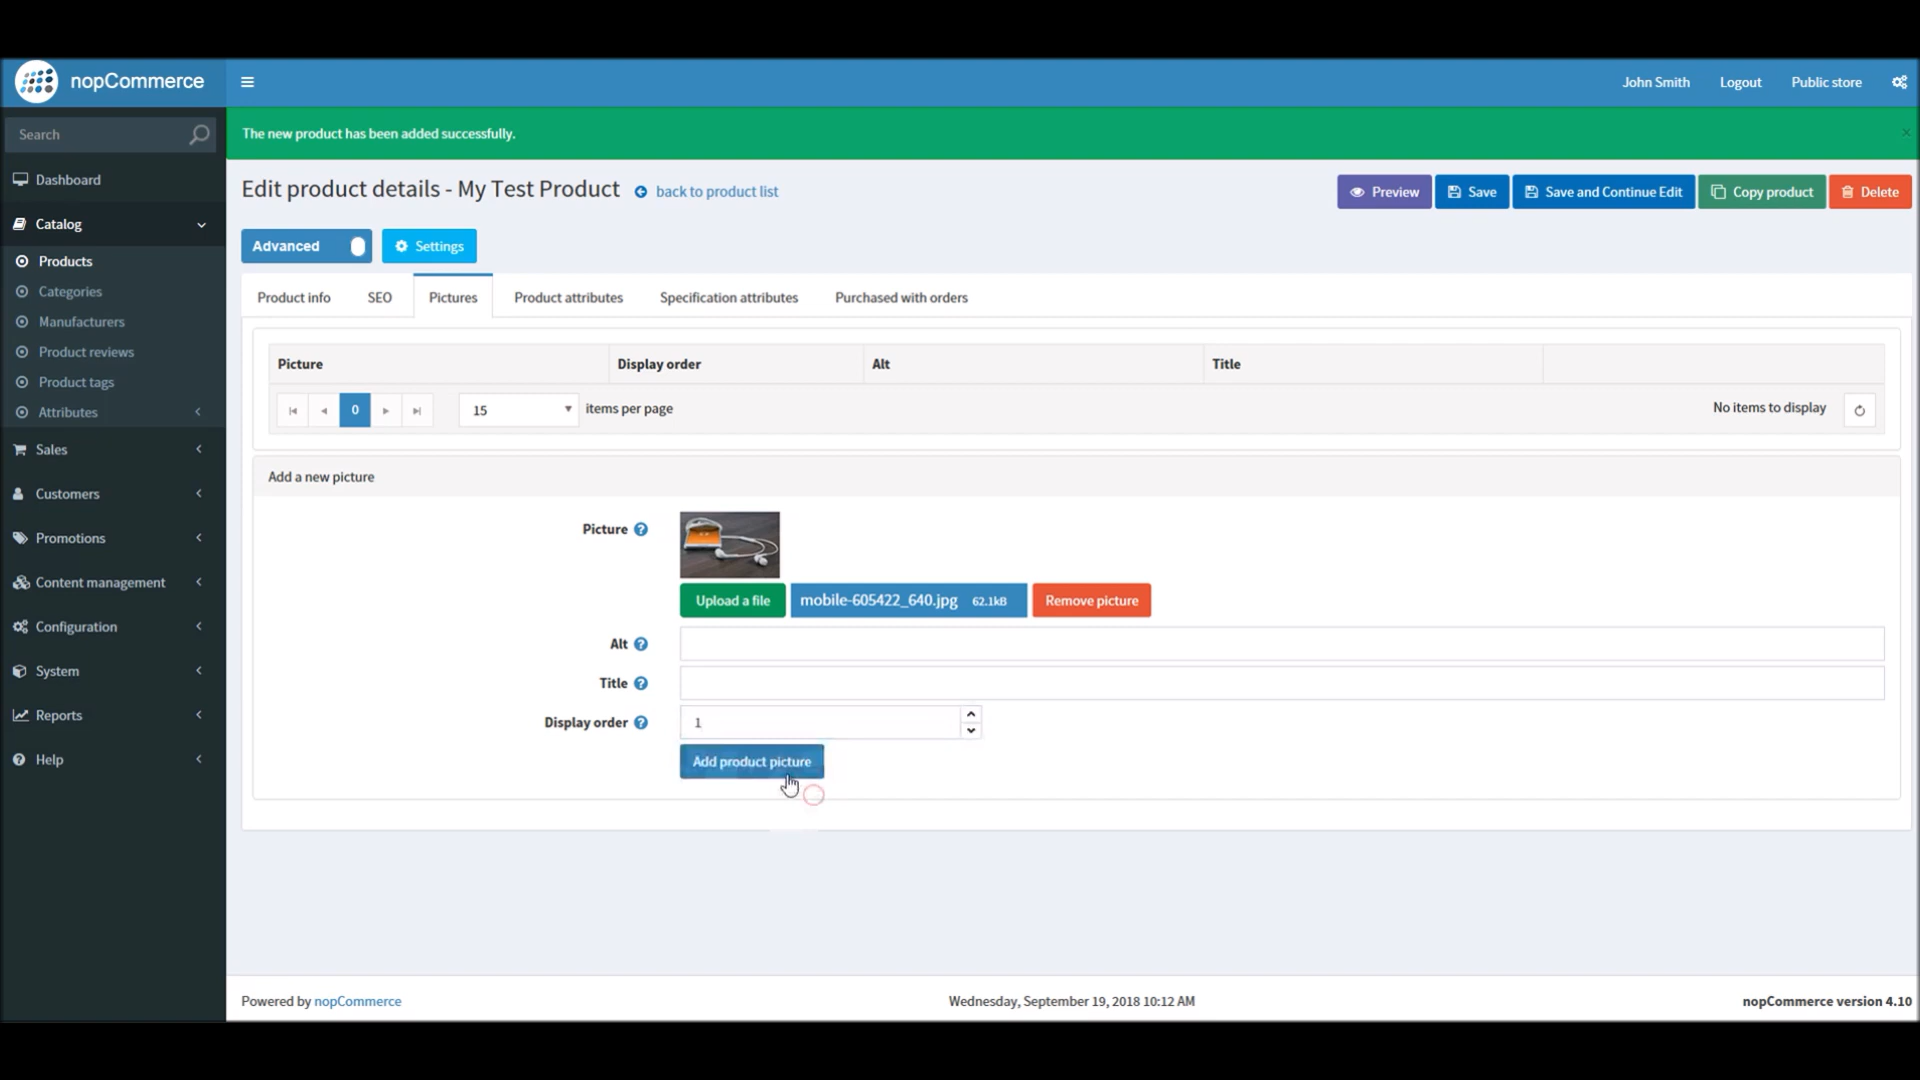 nopCommerce
John Smith Logout Public store
Search
The new product has been added successfully.
×
Dashboard
Catalog
Products
Categories
Manufacturers
Product reviews
Product tags
Attributes
Sales
Customers
Promotions
Content management
Configuration
System
Reports
Help
Edit product details - My Test Product back to product list
Preview Save Save and Continue Edit Copy product Delete
Advanced Settings
Product info SEO Pictures Product attributes Specification attributes Purchased with orders
Picture Display order Alt Title
0 15 items per page No items to display
Add a new picture
Picture
Upload a file mobile-605422_640.jpg 62.1kB Remove picture
Alt
Title
Display order 1
Add product picture
Powered by nopCommerce Wednesday, September 19, 2018 10:12 AM nopCommerce version 4.10